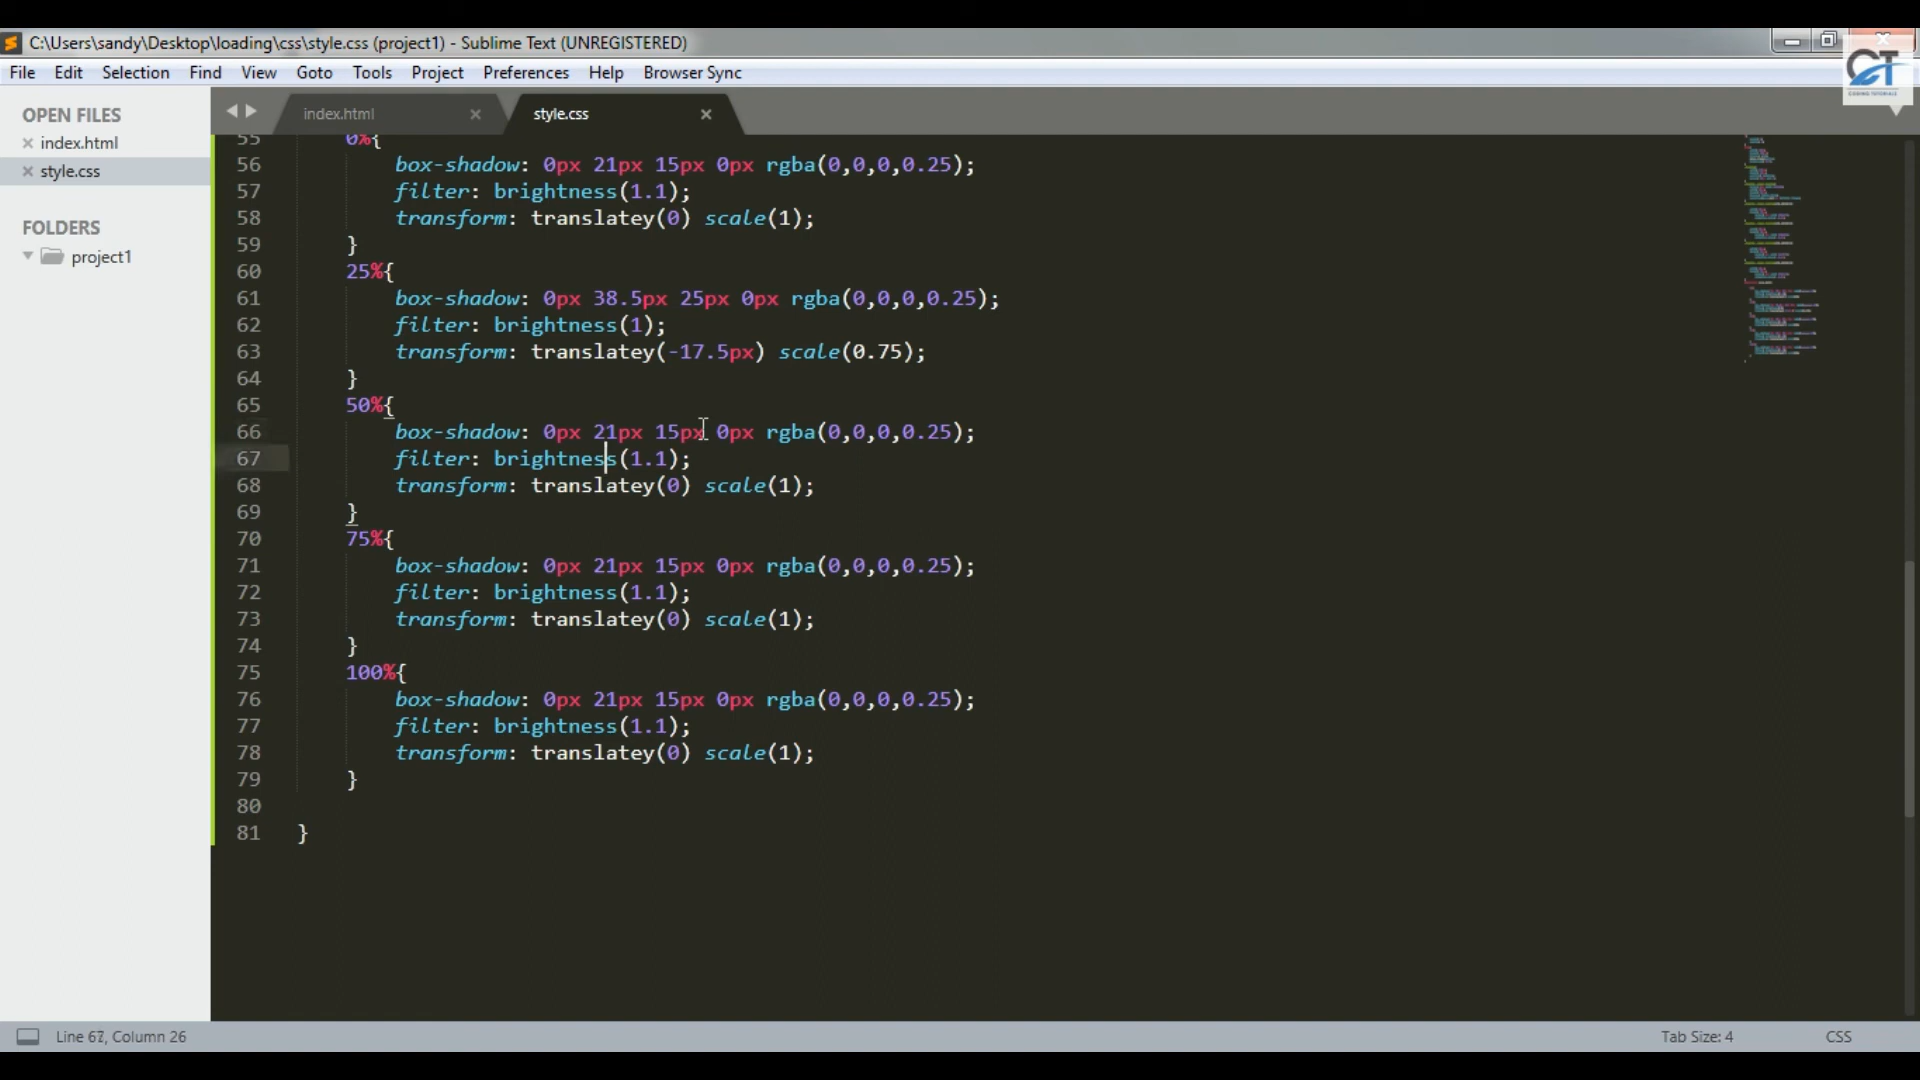 C:\Users\sandy\Desktop\loading\css\style.css (project1) - Sublime Text (UNREGISTERED)
File Edit Selection Find View Goto Tools Project Preferences Help Browser Sync
CT
CODING TUTORIALS
OPEN FILES
index.html
style.css
FOLDERS
project1
index.html
style.css
55 0%{
56 box-shadow: 0px 21px 15px 0px rgba(0,0,0,0.25);
57 filter: brightness(1.1);
58 transform: translatey(0) scale(1);
59 }
60 25%{
61 box-shadow: 0px 38.5px 25px 0px rgba(0,0,0,0.25);
62 filter: brightness(1);
63 transform: translatey(-17.5px) scale(0.75);
64 }
65 50%{
66 box-shadow: 0px 21px 15px 0px rgba(0,0,0,0.25);
67 filter: brightness(1.1);
68 transform: translatey(0) scale(1);
69 }
70 75%{
71 box-shadow: 0px 21px 15px 0px rgba(0,0,0,0.25);
72 filter: brightness(1.1);
73 transform: translatey(0) scale(1);
74 }
75 100%{
76 box-shadow: 0px 21px 15px 0px rgba(0,0,0,0.25);
77 filter: brightness(1.1);
78 transform: translatey(0) scale(1);
79 }
80
81 }
Line 67, Column 26
Tab Size: 4
CSS